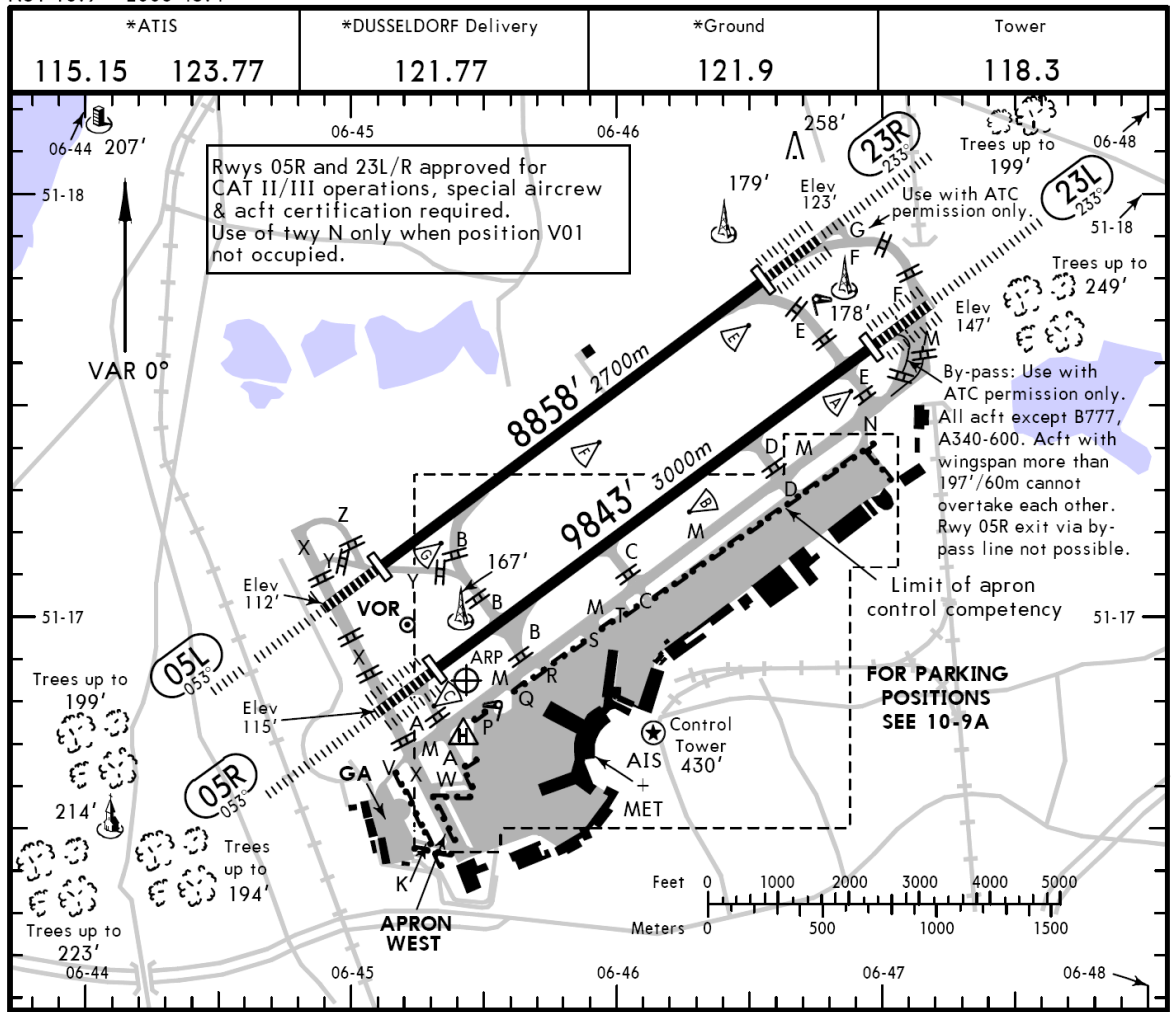 *ATIS
115.15 123.77
*DUSSELDORF Delivery
121.77
*Ground
121.9
Tower
118.3
06-44
207'
06-45
06-46
258'
23R
233°
Trees up to
199'
06-48
51-18
Rwys 05R and 23L/R approved for
CAT II/III operations, special aircrew
& acft certification required.
Use of twy N only when position V01
not occupied.
179'
Elev
123'
Use with ATC
permission only.
23L
233°
51-18
G
F
VAR 0°
178'
E
E
F
Elev
147'
Trees up to
249'
M
8858' 2700m
E
A
By-pass: Use with
ATC permission only.
All acft except B777,
A340-600. Acft with
wingspan more than
197'/60m cannot
overtake each other.
Rwy 05R exit via by-
pass line not possible.
N
F
D
M
D
9843' 3000m
B
M
Z
X
Y
G
B
Y
167'
C
Elev
112'
VOR
B
M
C
T
Limit of apron
control competency
51-17
51-17
05L
053°
X
B
S
ARP
M
R
Q
Trees up to
199'
Elev
115'
C
A
P
FOR PARKING
POSITIONS
SEE 10-9A
H
M
A
Control
Tower
430'
05R
053°
GA
V
X
W
AIS
+
MET
214'
Trees
up to
194'
K
APRON
WEST
Trees up to
223'
Feet 0 1000 2000 3000 4000 5000
Meters 0 500 1000 1500
06-44
06-45
06-46
06-47
06-48